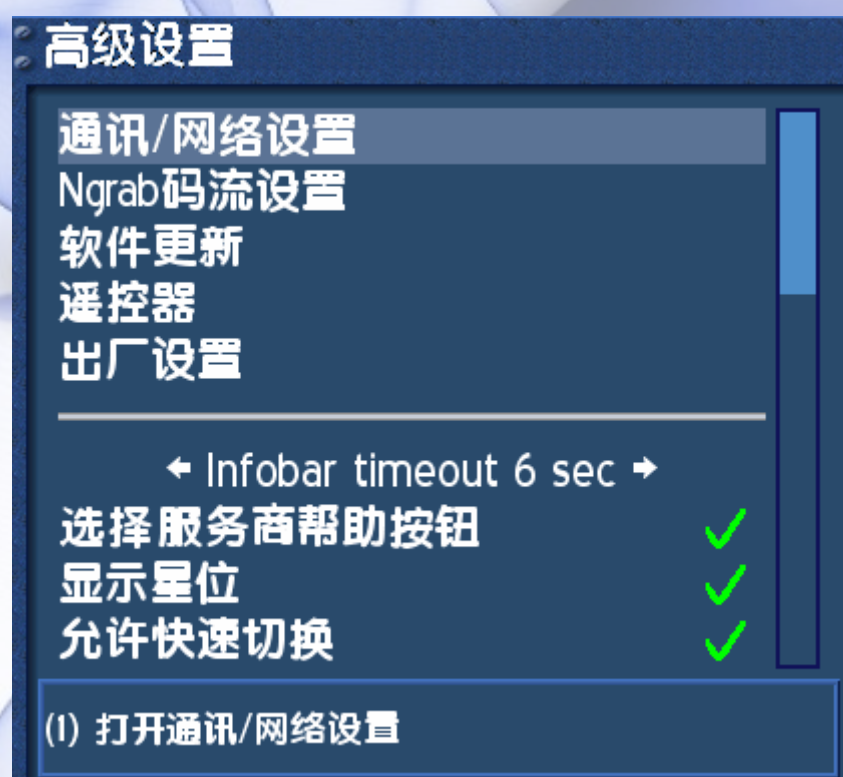 高级设置
通讯/网络设置
Ngrab码流设置
软件更新
遥控器
出厂设置
Infobar timeout 6 sec
选择服务商帮助按钮
显示星位
允许快速切换
(1) 打开通讯/网络设置